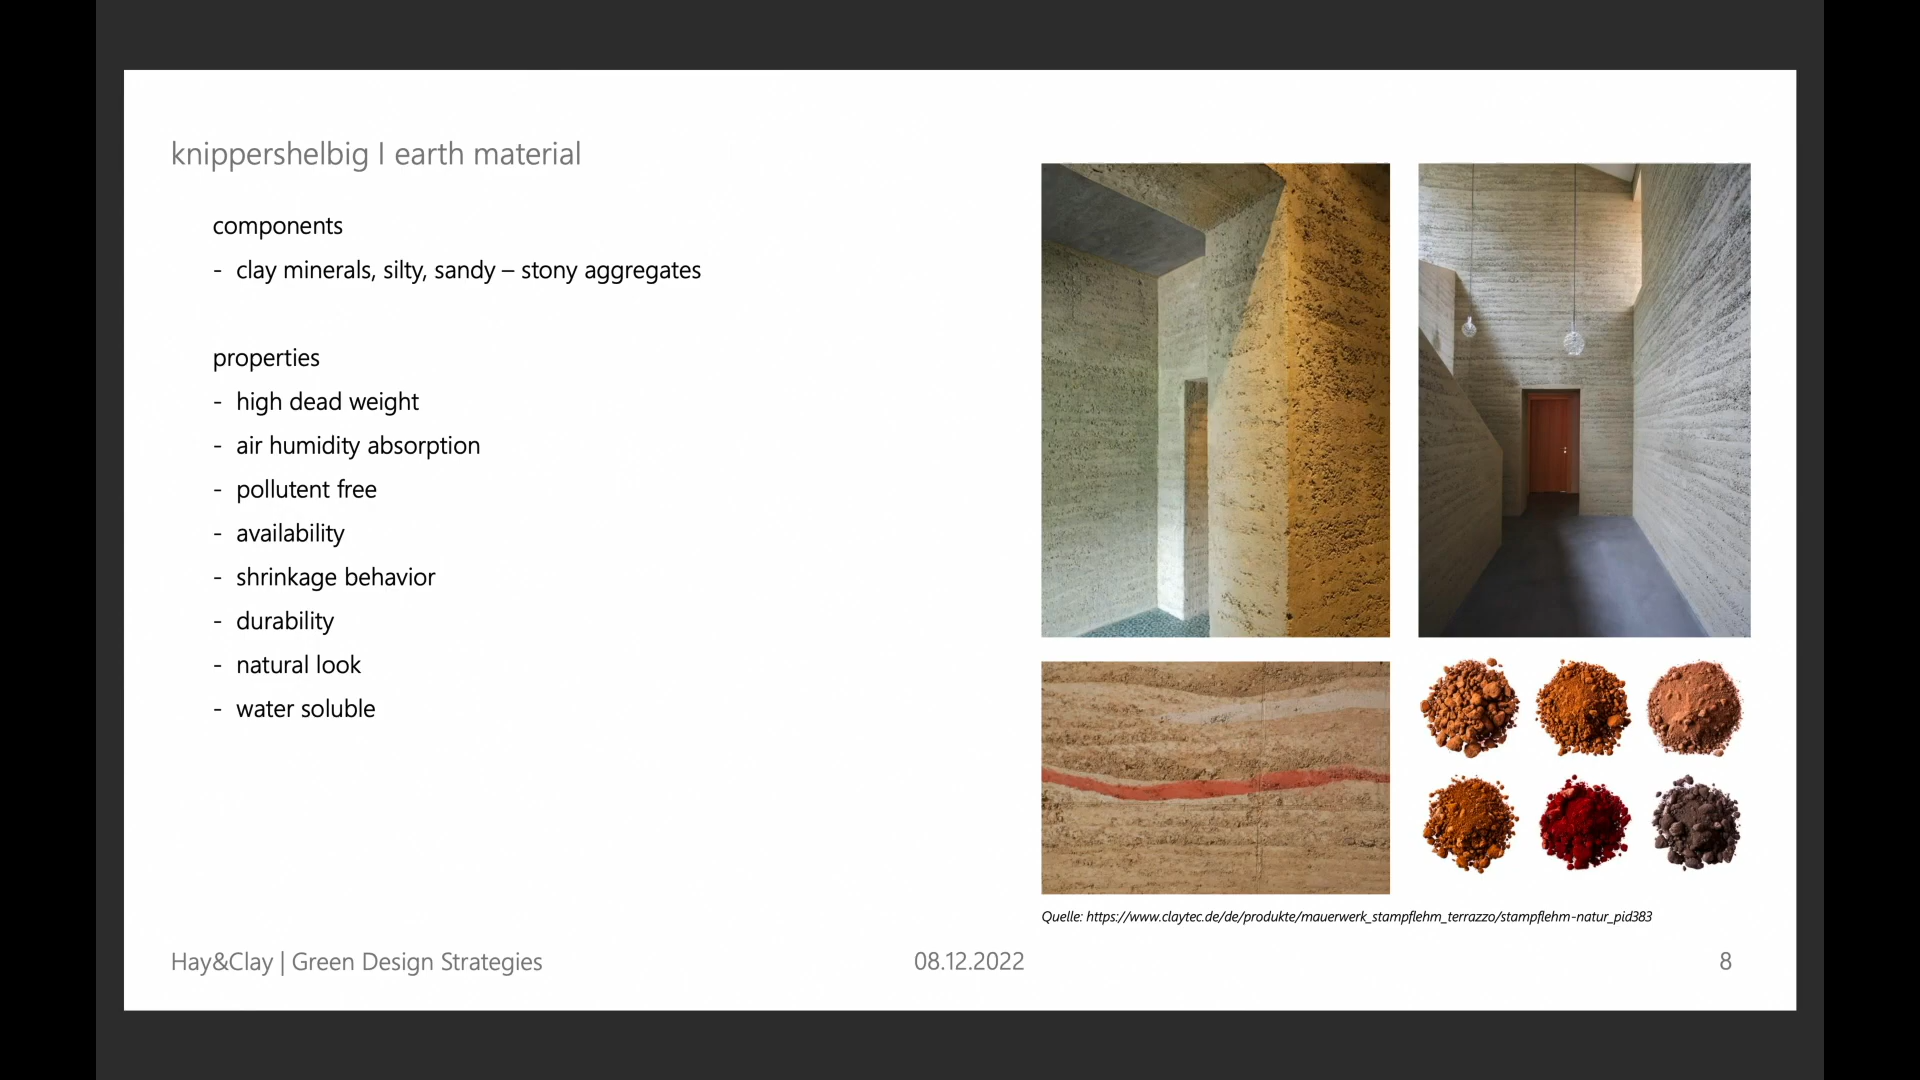 knippershelbig I earth material
components
- clay minerals, silty, sandy – stony aggregates
properties
- high dead weight
- air humidity absorption
- pollutent free
- availability
- shrinkage behavior
- durability
- natural look
- water soluble
Quelle: https://www.claytec.de/de/produkte/mauerwerk_stampflehm_terrazzo/stampflehm-natur_pid383
Hay&Clay | Green Design Strategies
08.12.2022
8